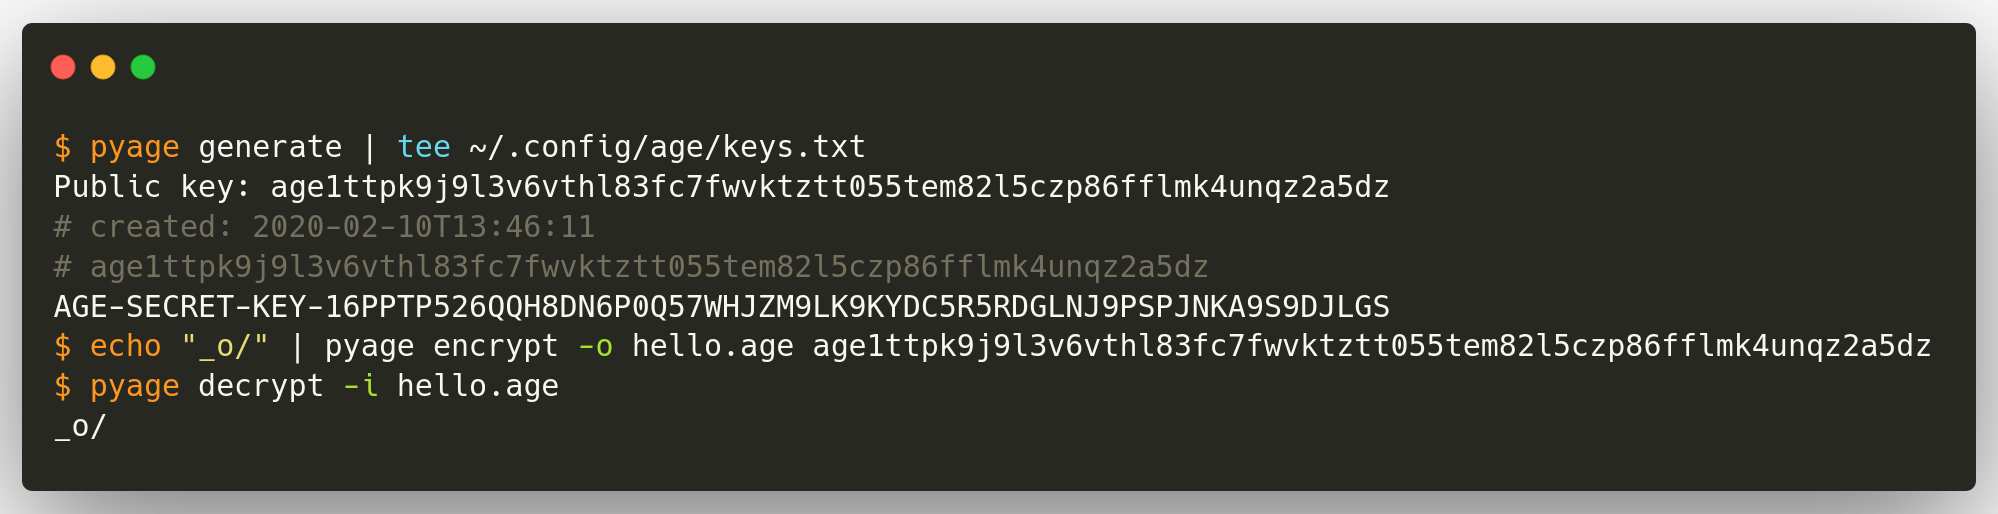 $ pyage generate | tee ~/.config/age/keys.txt
Public key: age1ttpk9j9l3v6vthl83fc7fwvktztt055tem82l5czp86fflmk4unqz2a5dz
# created: 2020-02-10T13:46:11
# age1ttpk9j9l3v6vthl83fc7fwvktztt055tem82l5czp86fflmk4unqz2a5dz
AGE-SECRET-KEY-16PPTP526QQH8DN6P0Q57WHJZM9LK9KYDC5R5RDGLNJ9PSPJNKA9S9DJLGS
$ echo "_o/" | pyage encrypt -o hello.age age1ttpk9j9l3v6vthl83fc7fwvktztt055tem82l5czp86fflmk4unqz2a5dz
$ pyage decrypt -i hello.age
_o/